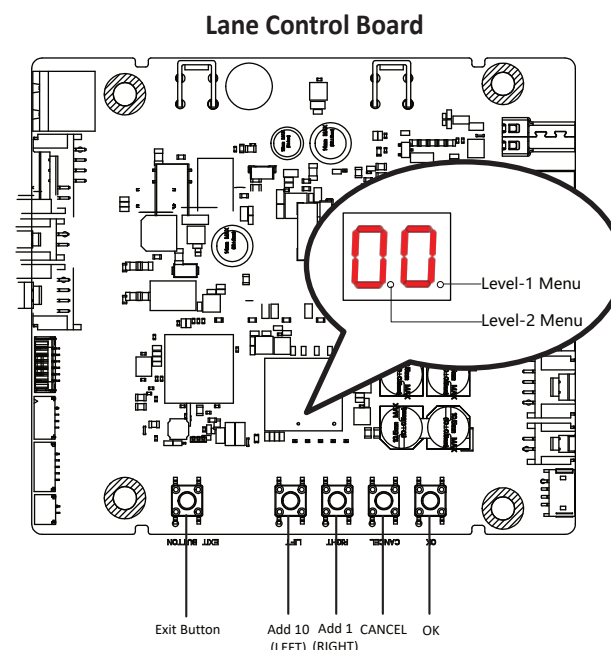 Lane Control Board
00
Level-1 Menu
Level-2 Menu
EXIT BUTTON
LEFT
RIGHT
CANCEL
OK
Exit Button
Add 10
(LEFT)
Add 1
(RIGHT)
CANCEL
OK